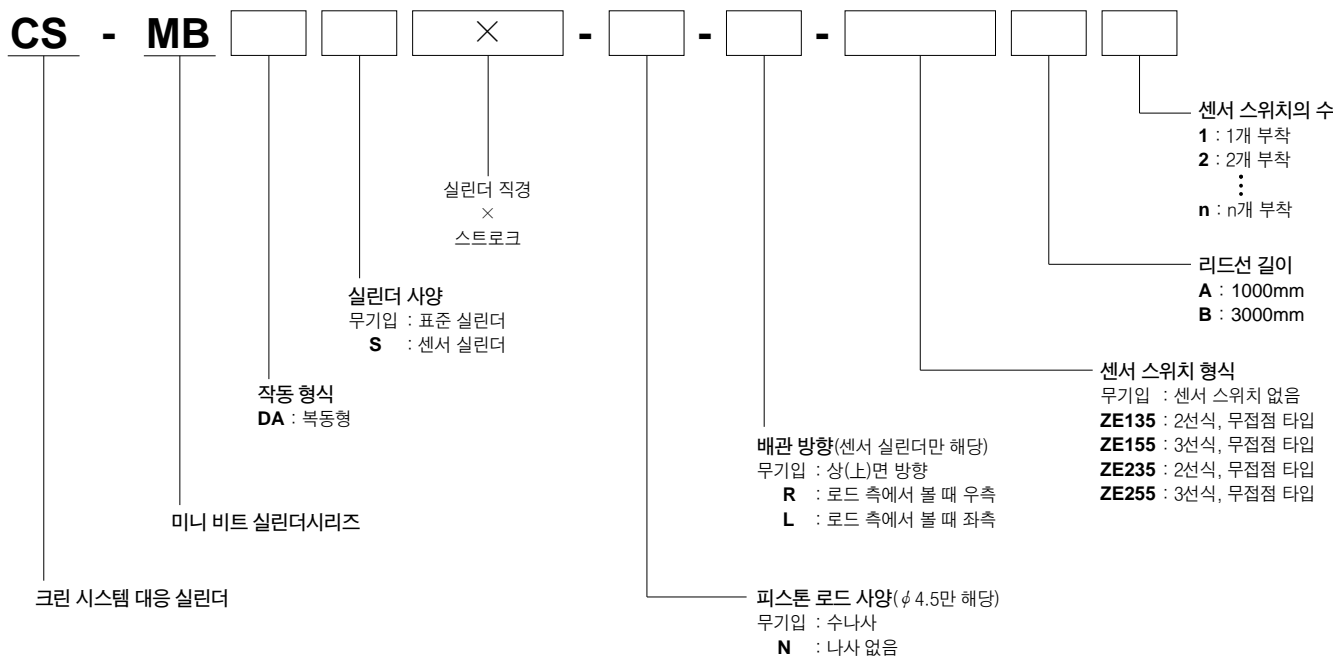 CS - MB × - - -
센서 스위치의 수
1 : 1개 부착
2 : 2개 부착
⋮
n : n개 부착
실린더 직경
×
스트로크
리드선 길이
A : 1000mm
B : 3000mm
실린더 사양
무기입 : 표준 실린더
S : 센서 실린더
센서 스위치 형식
무기입 : 센서 스위치 없음
ZE135 : 2선식, 무접점 타입
ZE155 : 3선식, 무접점 타입
ZE235 : 2선식, 무접점 타입
ZE255 : 3선식, 무접점 타입
작동 형식
DA : 복동형
배관 방향(센서 실린더만 해당)
무기입 : 상(上)면 방향
R : 로드 측에서 볼 때 우측
L : 로드 측에서 볼 때 좌측
미니 비트 실린더시리즈
크린 시스템 대응 실린더
피스톤 로드 사양(ϕ4.5만 해당)
무기입 : 수나사
N : 나사 없음